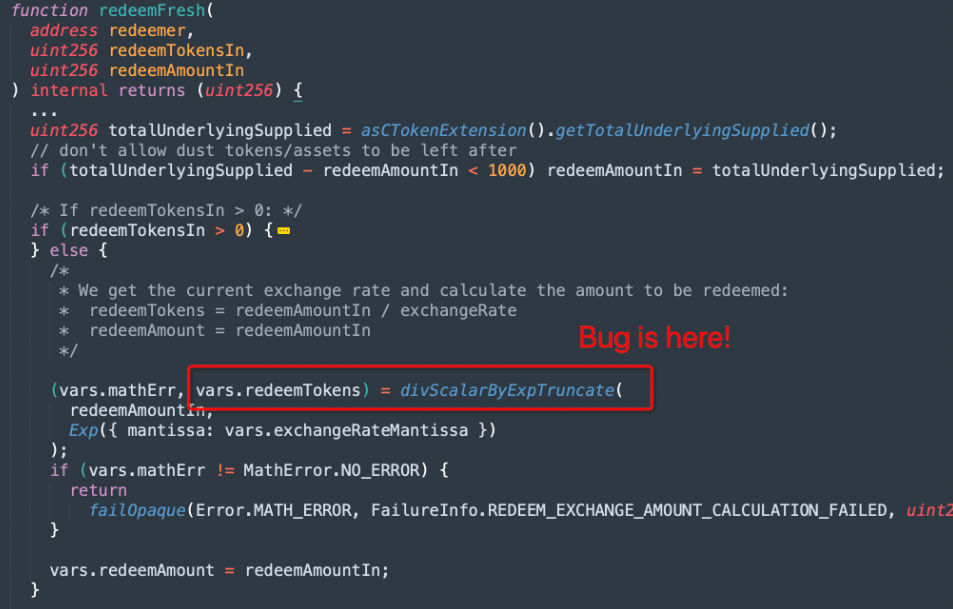 function redeemFresh(
address redeemer,
uint256 redeemTokensIn,
uint256 redeemAmountIn
) internal returns (uint256) {
...
uint256 totalUnderlyingSupplied = asCTokenExtension().getTotalUnderlyingSupplied();
// don't allow dust tokens/assets to be left after
if (totalUnderlyingSupplied - redeemAmountIn < 1000) redeemAmountIn = totalUnderlyingSupplied;
/* If redeemTokensIn > 0: */
if (redeemTokensIn > 0) {
} else {
/*
* We get the current exchange rate and calculate the amount to be redeemed:
* redeemTokens = redeemAmountIn / exchangeRate
* redeemAmount = redeemAmountIn
*/
Bug is here!
(vars.mathErr, vars.redeemTokens) = divScalarByExpTruncate(
redeemAmountIn,
Exp({ mantissa: vars.exchangeRateMantissa })
);
if (vars.mathErr != MathError.NO_ERROR) {
return
failOpaque(Error.MATH_ERROR, FailureInfo.REDEEM_EXCHANGE_AMOUNT_CALCULATION_FAILED, uint2
}
vars.redeemAmount = redeemAmountIn;
}